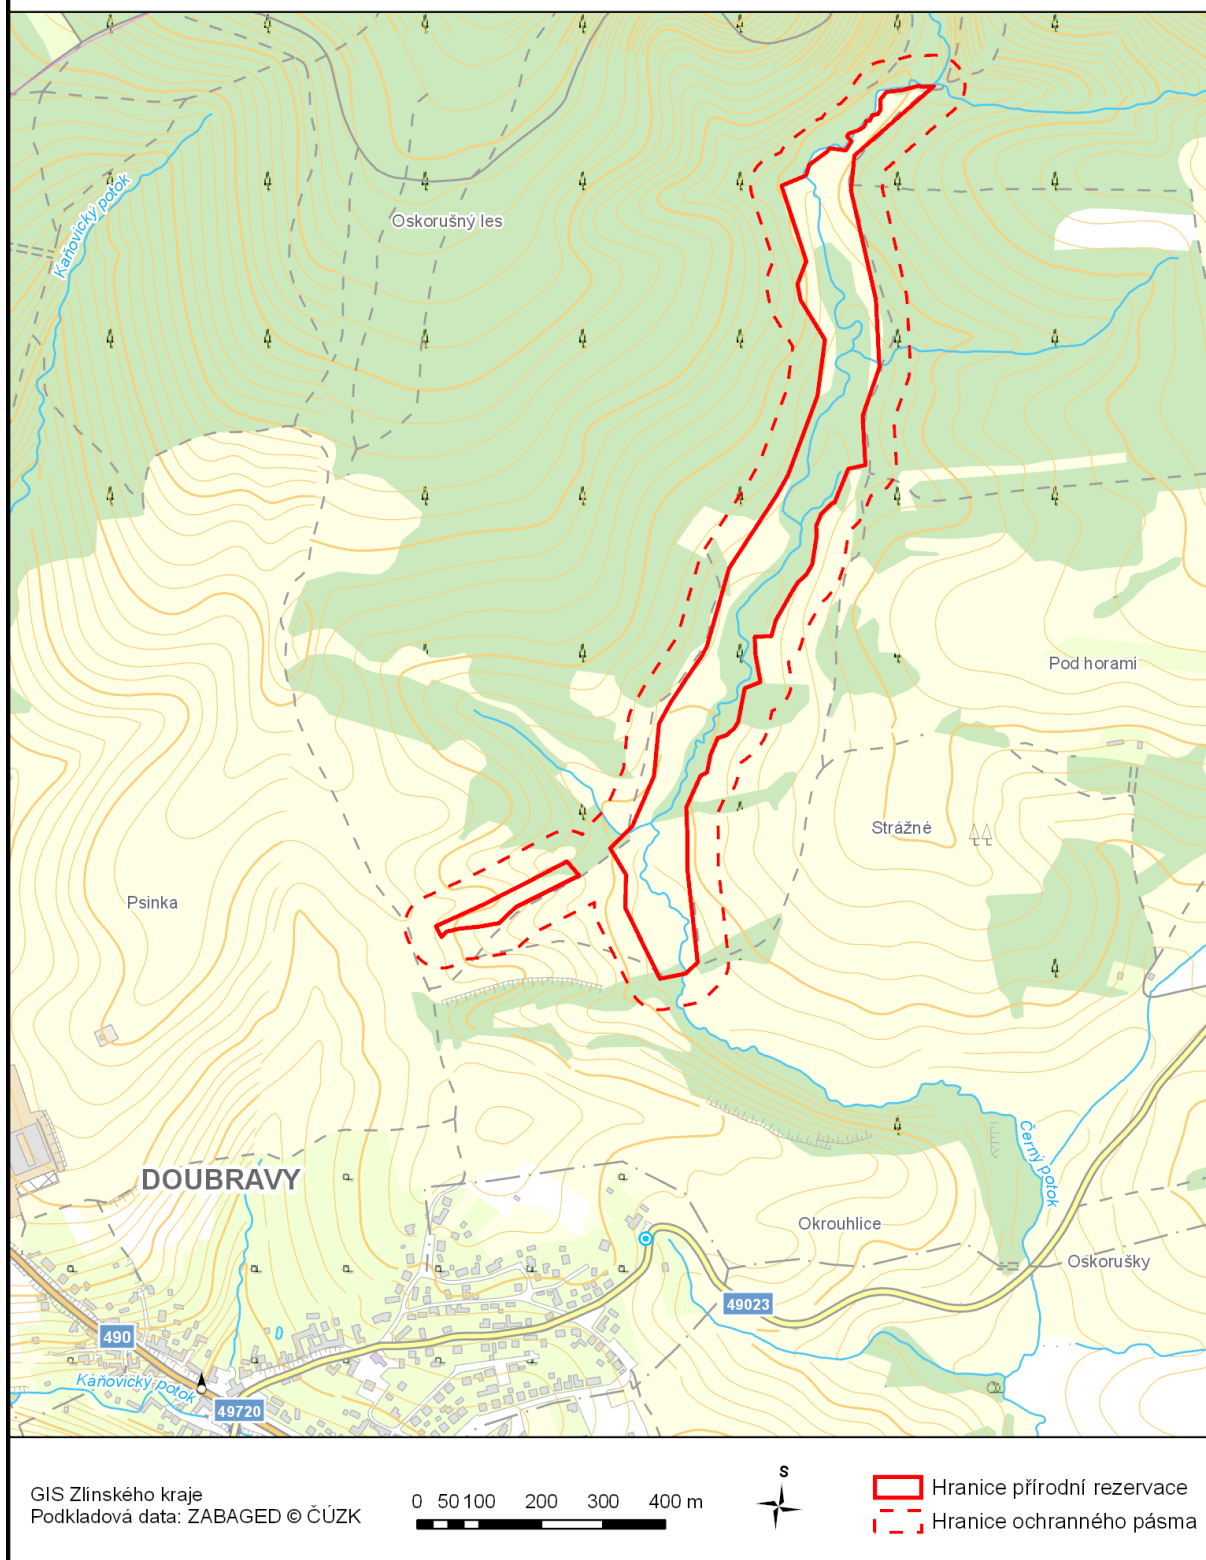 Kaňovický potok
Oskorušný les
Pod horami
Strážné
Psinka
DOUBRAVY
Černý potok
Okrouhlice
Oskorušky
49023
490
Kaňovický potok
49720
GIS Zlínského kraje
Podkladová data: ZABAGED © ČÚZK
0 50 100 200 300 400 m
S
Hranice přírodní rezervace
Hranice ochranného pásma